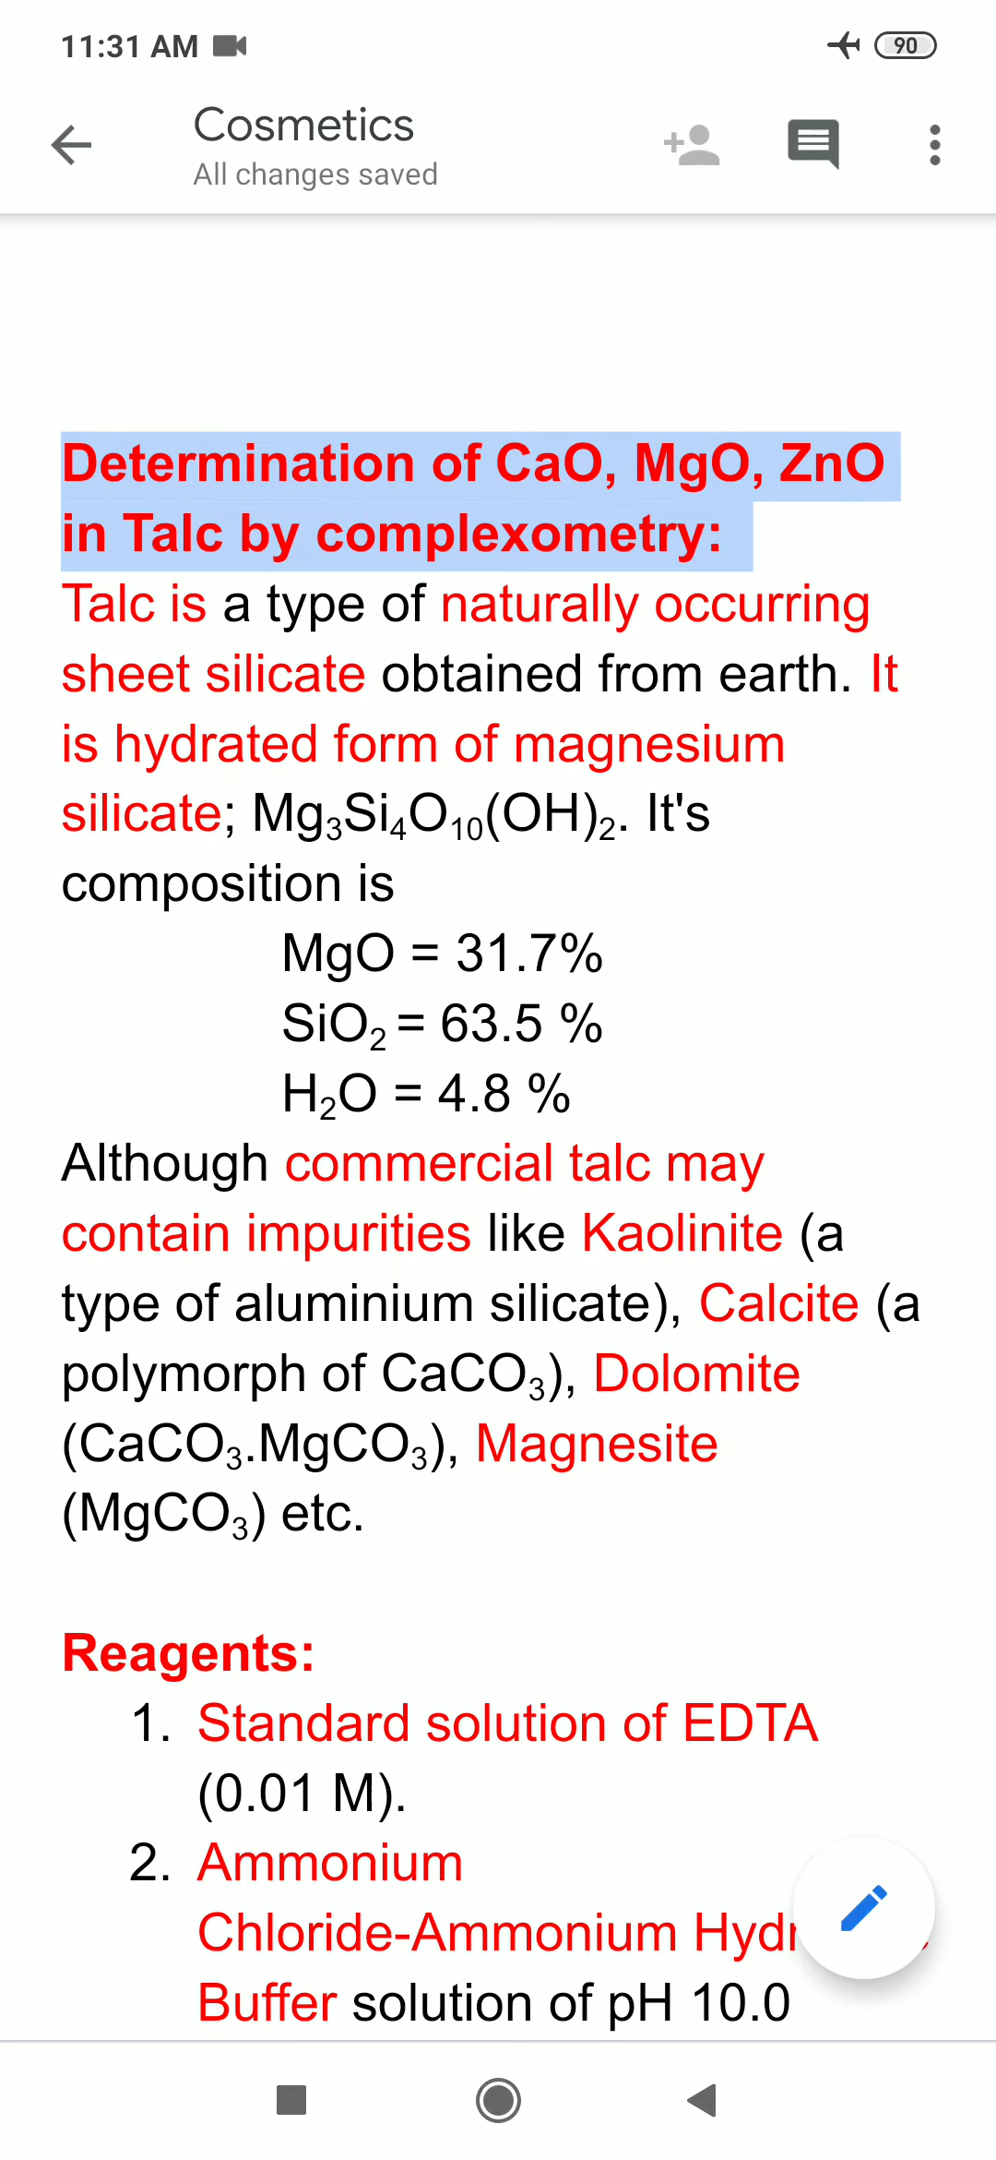 11:31 AM
90
Cosmetics
All changes saved
Determination of CaO, MgO, ZnO
in Talc by complexometry:
Talc is a type of naturally occurring
sheet silicate obtained from earth. It
is hydrated form of magnesium
silicate; Mg₃Si₄O₁₀(OH)₂. It's
composition is
MgO = 31.7%
SiO₂ = 63.5 %
H₂O = 4.8 %
Although commercial talc may
contain impurities like Kaolinite (a
type of aluminium silicate), Calcite (a
polymorph of CaCO₃), Dolomite
(CaCO₃.MgCO₃), Magnesite
(MgCO₃) etc.
Reagents:
1. Standard solution of EDTA
(0.01 M).
2. Ammonium
Chloride-Ammonium
Buffer solution of pH 10.0